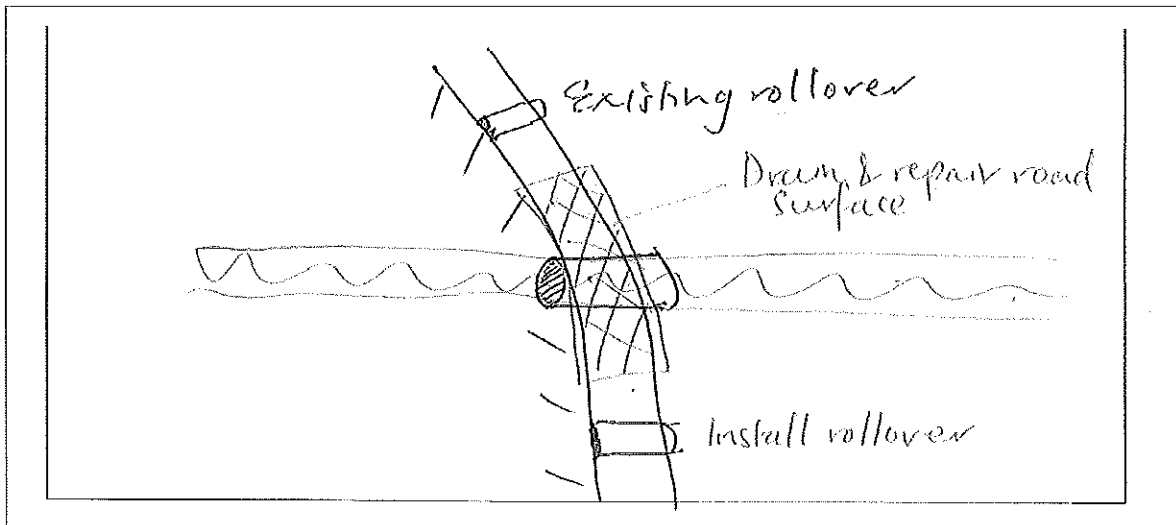 Existing rollover
Drain & repair road
surface
Install rollover